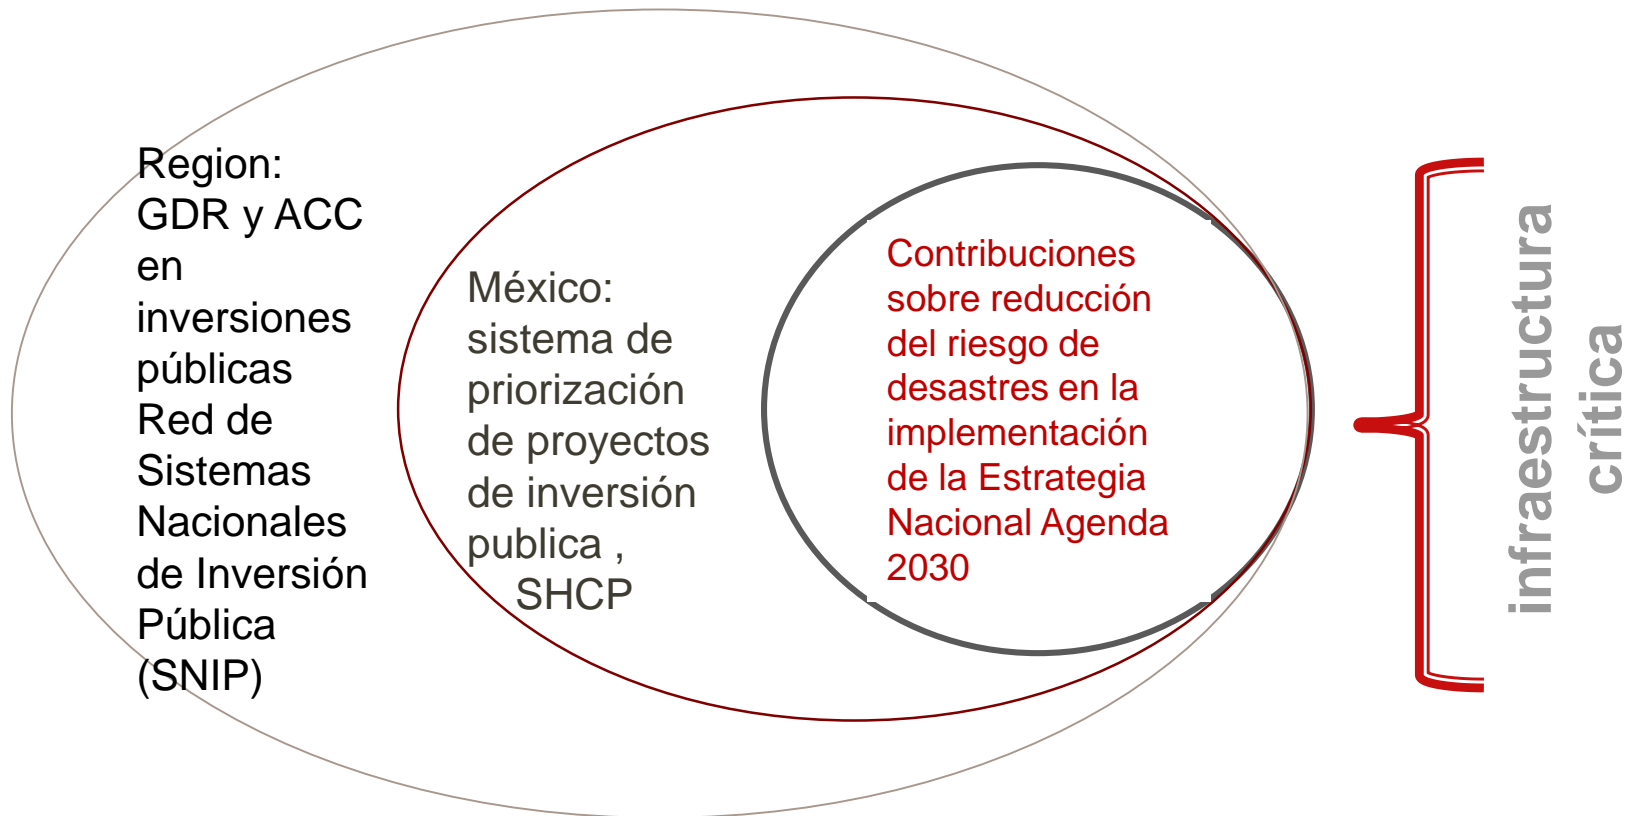 Region:
GDR y ACC
en
inversiones
públicas
Red de
Sistemas
Nacionales
de Inversión
Pública
(SNIP)
México:
sistema de
priorización
de proyectos
de inversión
publica ,
SHCP
Contribuciones
sobre reducción
del riesgo de
desastres en la
implementación
de la Estrategia
Nacional Agenda
2030
infraestructura
crítica